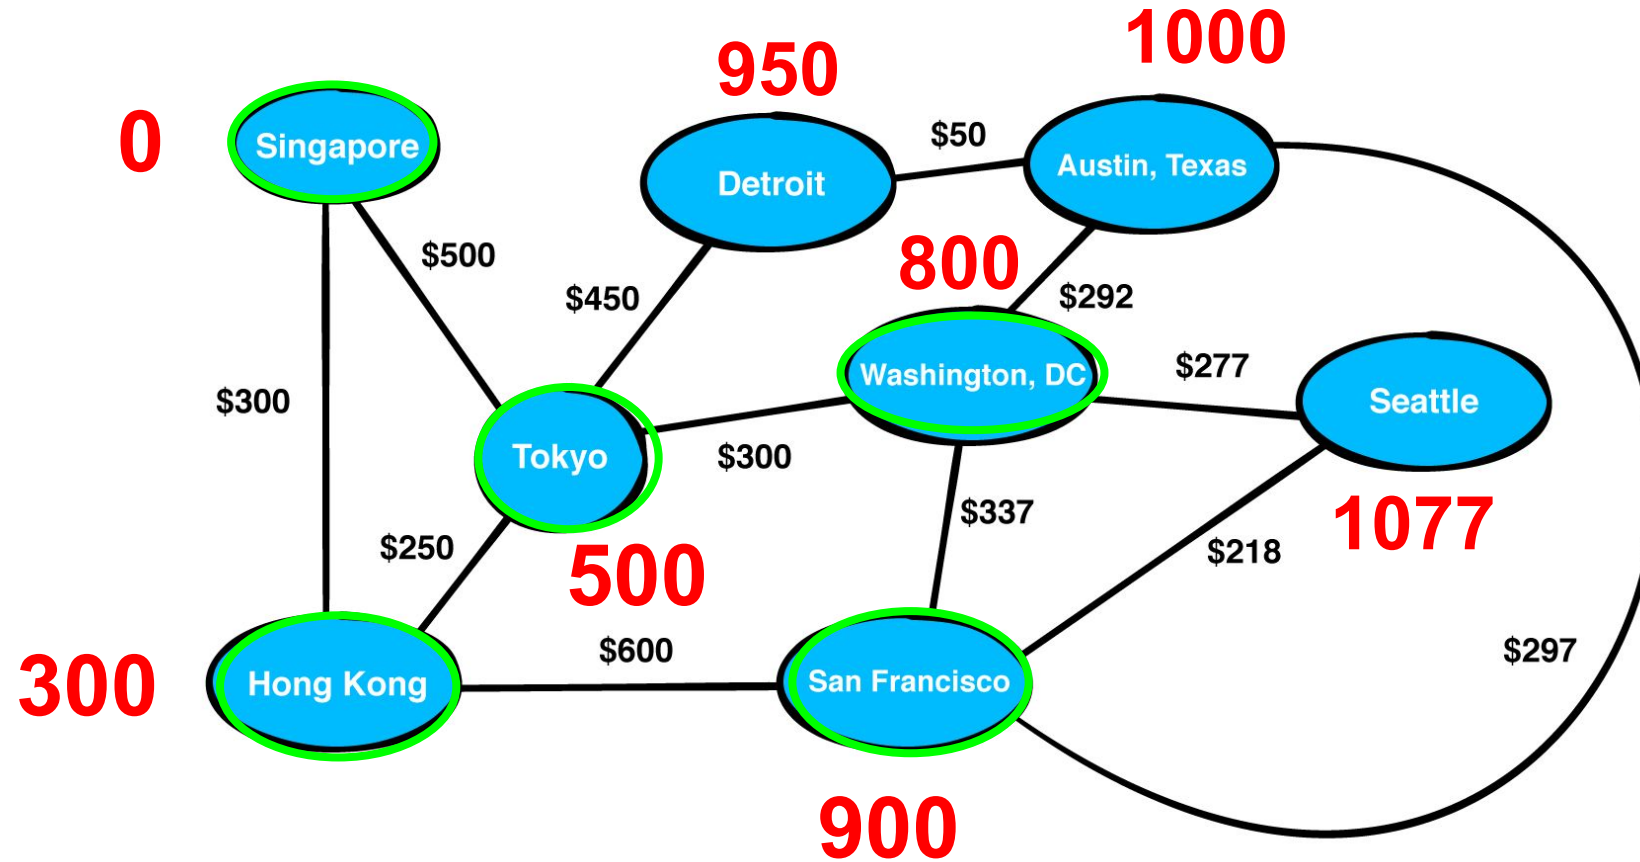 1000
950
0
Singapore
Detroit
$50
Austin, Texas
$500
$450
800
$292
$300
Washington, DC
$277
Seattle
Tokyo
$300
$337
1077
$250
500
$218
$600
$297
300
Hong Kong
San Francisco
900